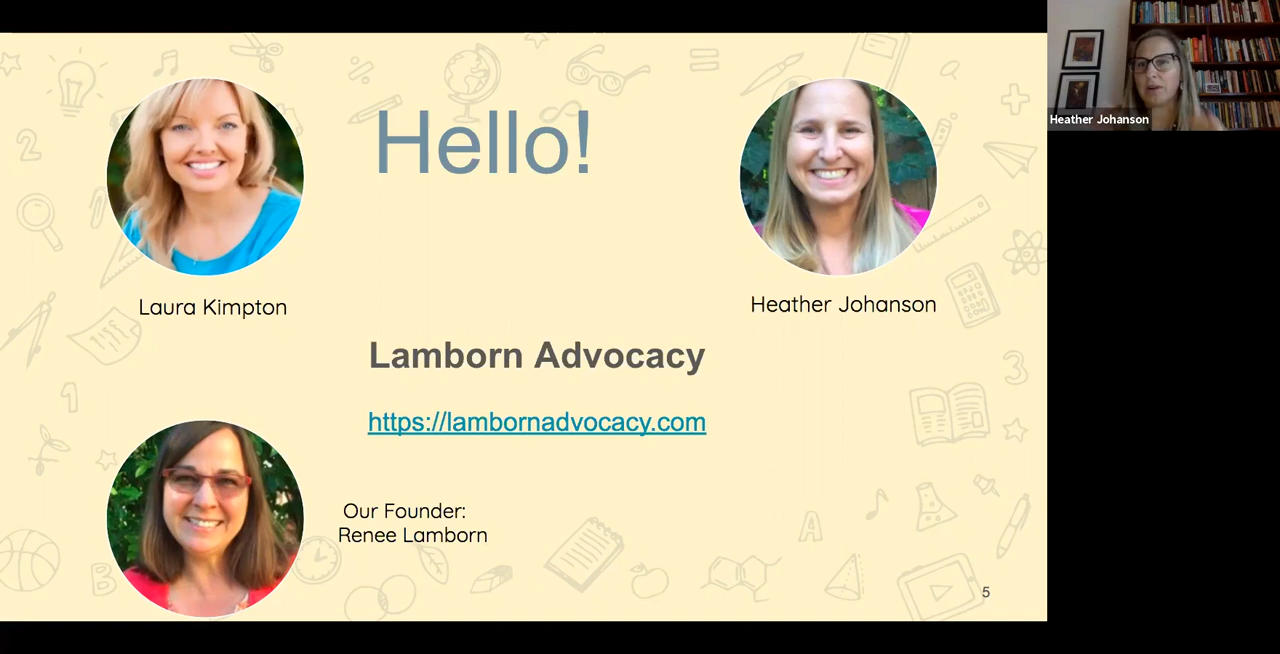 Hello!
Heather Johanson
Laura Kimpton
Heather Johanson
Lamborn Advocacy
https://lambornadvocacy.com
Our Founder:
Renee Lamborn
5